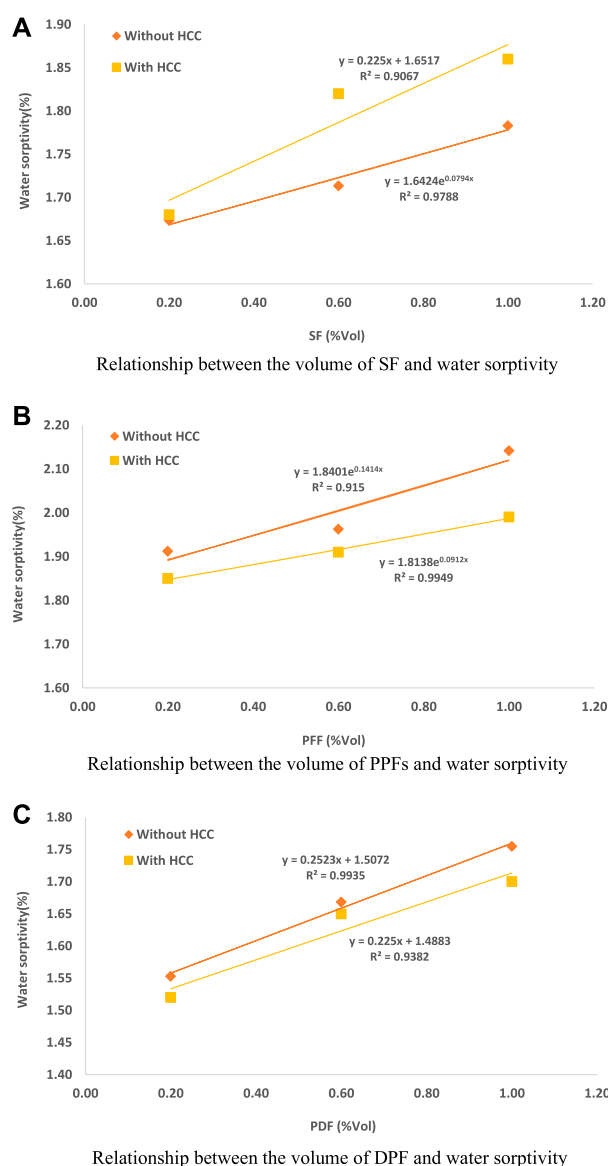 A
1.90
1.85
1.80
1.75
1.70
1.65
1.60
Water sorptivity(%)
Without HCC
With HCC
y = 0.225x + 1.6517
R² = 0.9067
y = 1.6424e^0.0794x
R² = 0.9788
0.00 0.20 0.40 0.60 0.80 1.00 1.20
SF (%Vol)
Relationship between the volume of SF and water sorptivity
B
2.20
2.10
2.00
1.90
1.80
1.70
1.60
Water sorptivity(%)
Without HCC
With HCC
y = 1.8401e^0.1414x
R² = 0.915
y = 1.8138e^0.0912x
R² = 0.9949
0.00 0.20 0.40 0.60 0.80 1.00 1.20
PFF (%Vol)
Relationship between the volume of PPFs and water sorptivity
C
1.80
1.75
1.70
1.65
1.60
1.55
1.50
1.45
1.40
Water sorptivity(%)
Without HCC
With HCC
y = 0.2523x + 1.5072
R² = 0.9935
y = 0.225x + 1.4883
R² = 0.9382
0.00 0.20 0.40 0.60 0.80 1.00 1.20
PDF (%Vol)
Relationship between the volume of DPF and water sorptivity